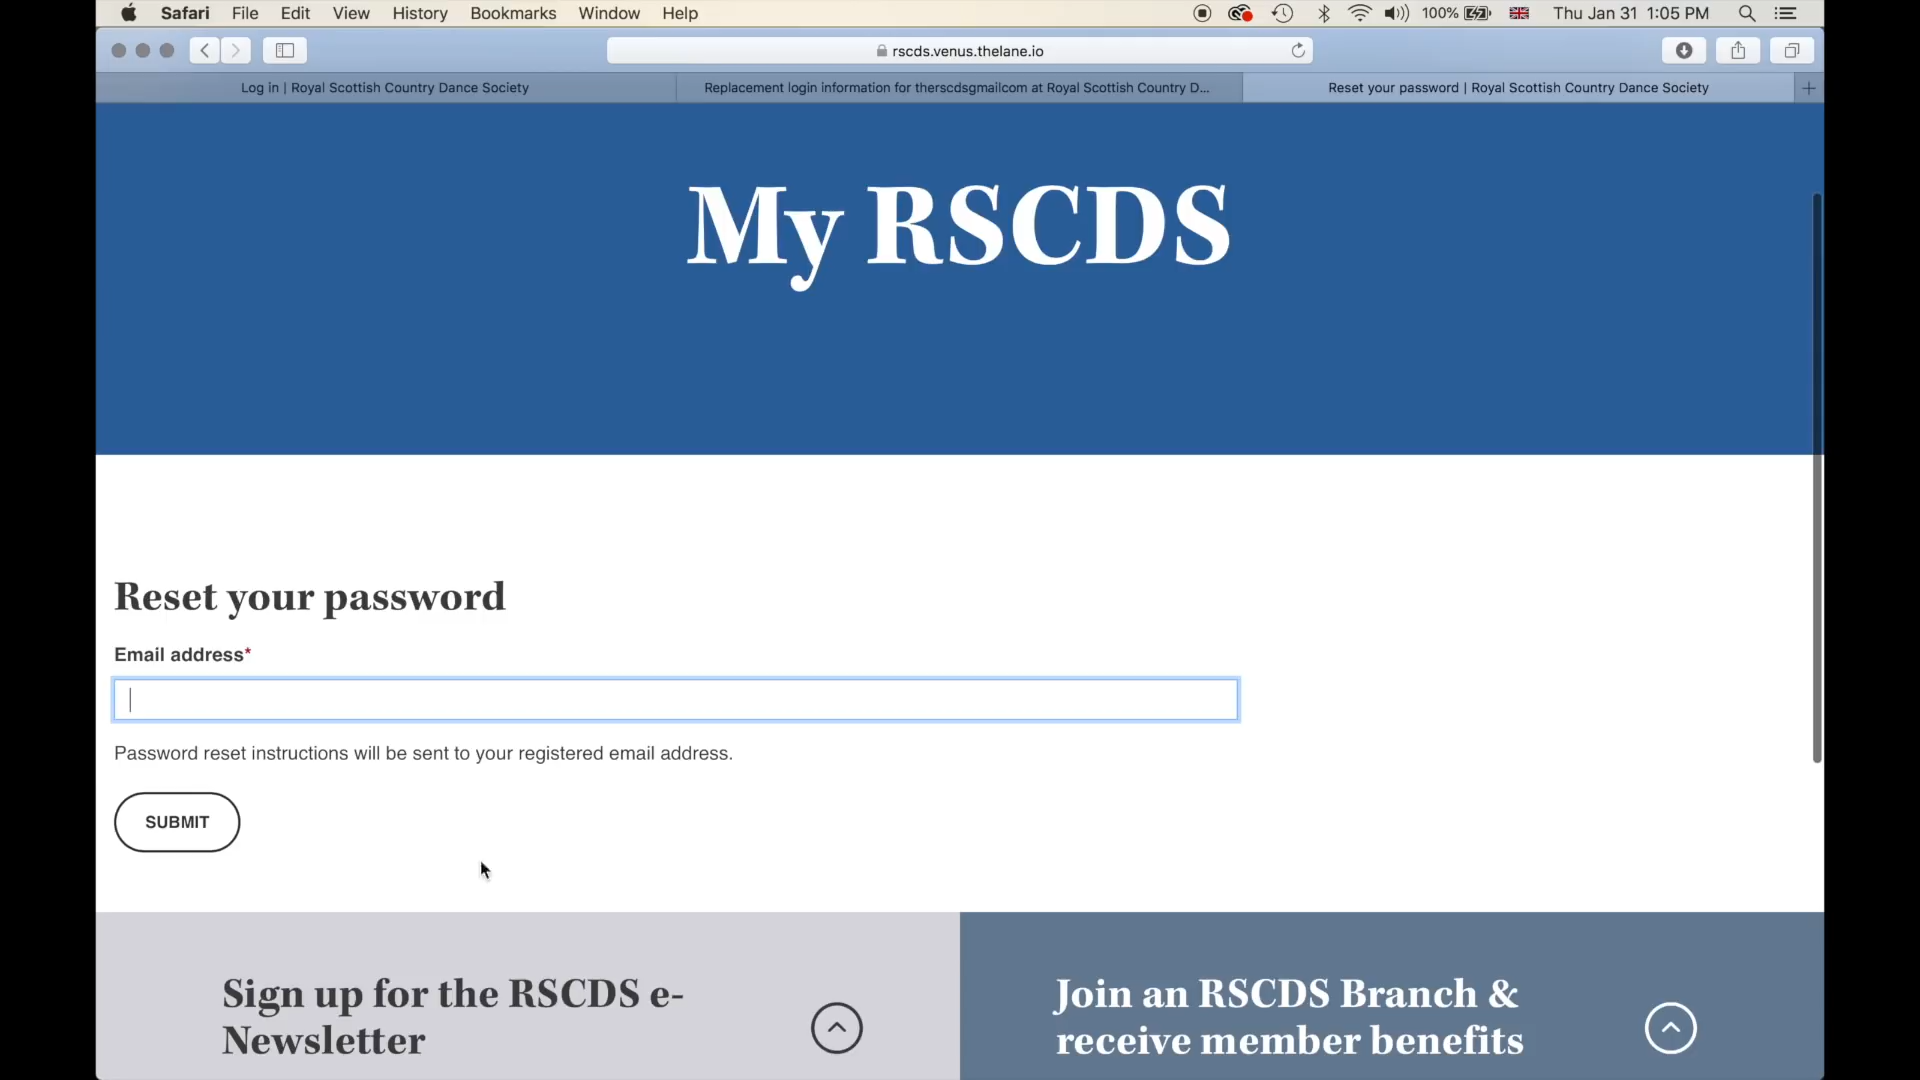 Safari File Edit View History Bookmarks Window Help 100% Thu Jan 31 1:05 PM
rscds.venus.thelane.io
Log in | Royal Scottish Country Dance Society
Replacement login information for therscdsgmailcom at Royal Scottish Country D...
Reset your password | Royal Scottish Country Dance Society
My RSCDS
Reset your password
Email address*
Password reset instructions will be sent to your registered email address.
SUBMIT
Sign up for the RSCDS e-
Newsletter
Join an RSCDS Branch &
receive member benefits